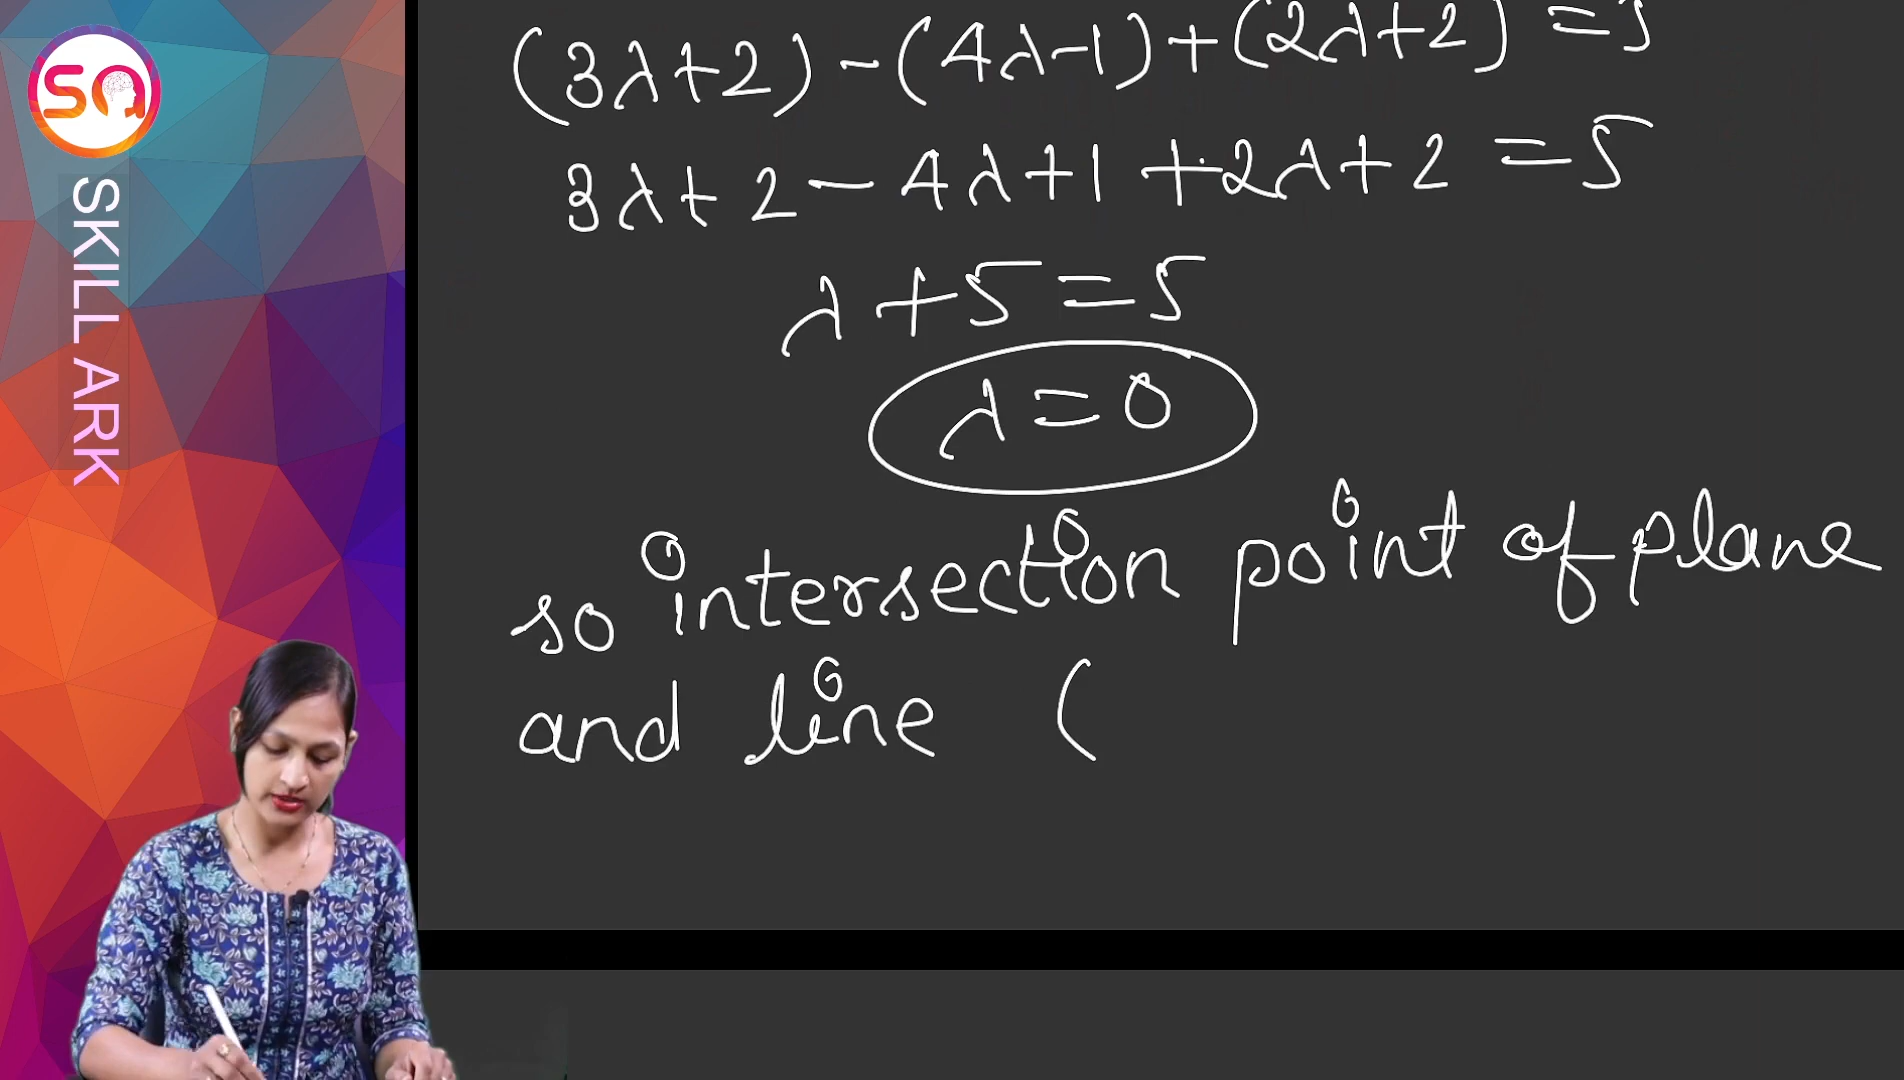 SKILL ARK
(3λ+2)-(4λ-1)+(2λ+2) =5
3λ+2-4λ+1+2λ+2=5
λ+5=5
λ=0
so intersection point of plane
and line (